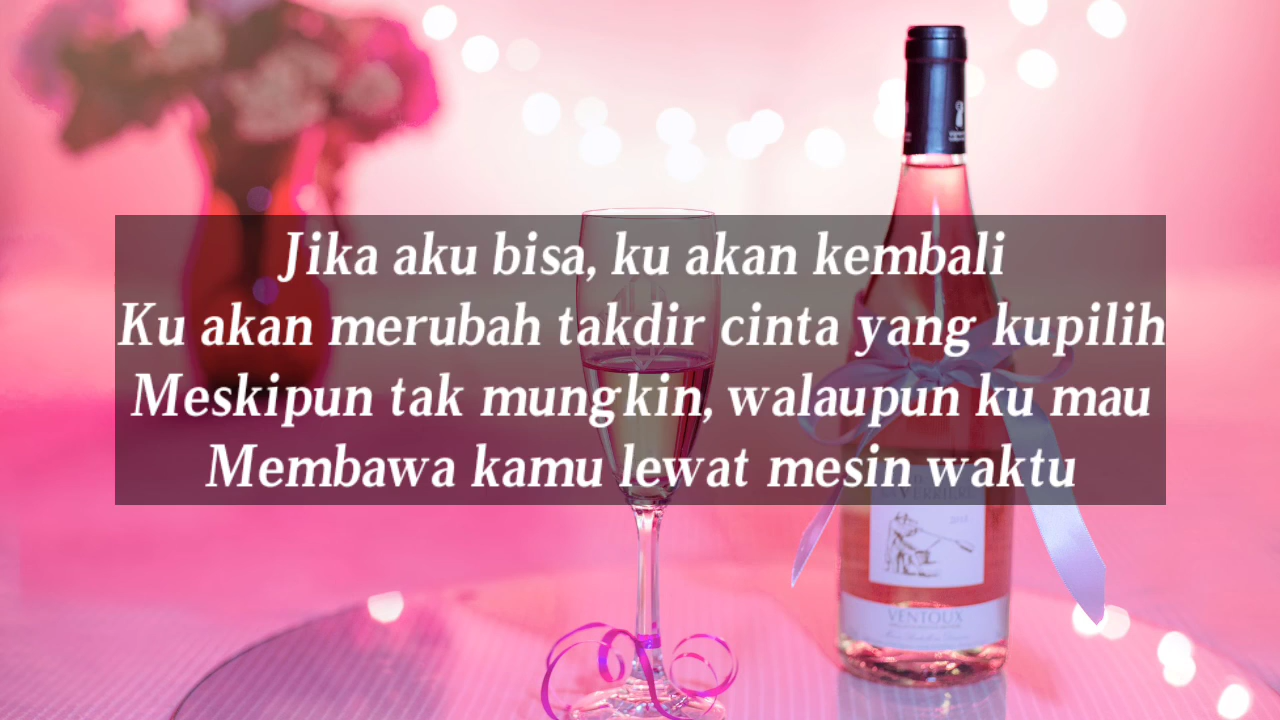 Jika aku bisa, ku akan kembali
Ku akan merubah takdir cinta yang kupilih
Meskipun tak mungkin, walaupun ku mau
Membawa kamu lewat mesin waktu
VENTOUX